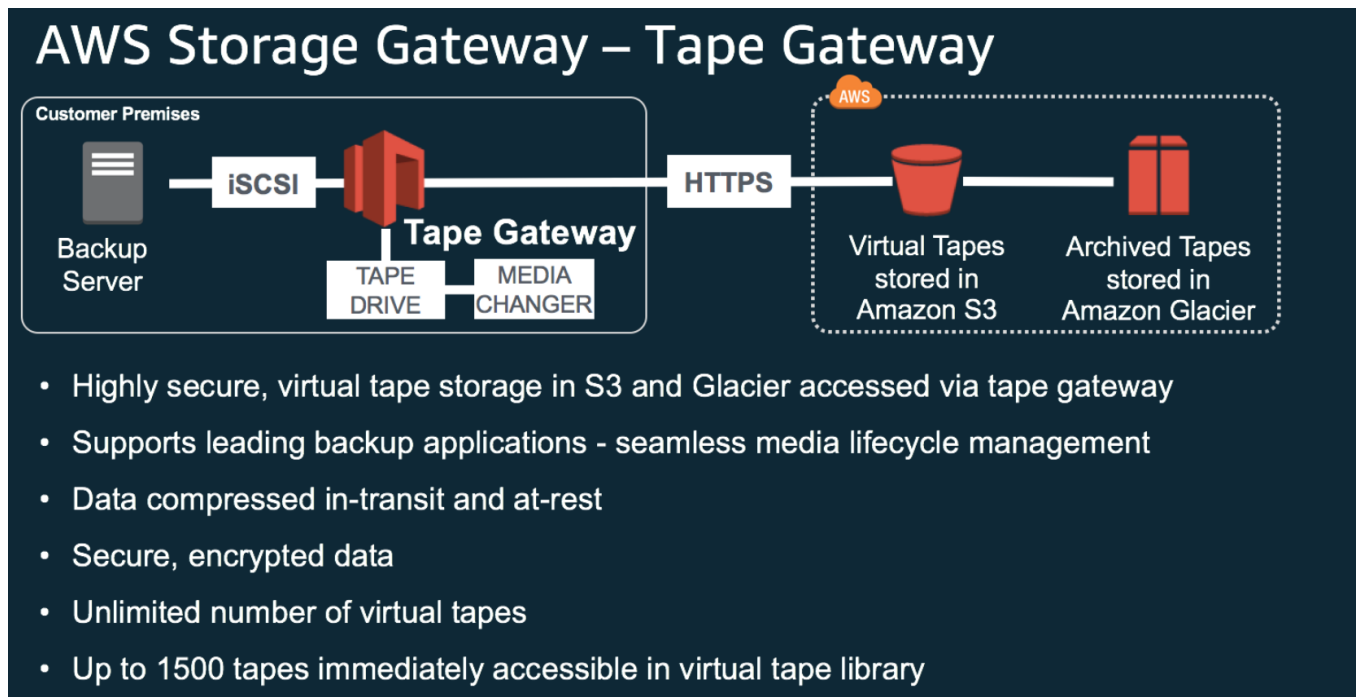 AWS Storage Gateway – Tape Gateway
AWS
Customer Premises
iSCSI
HTTPS
Tape Gateway
Backup
Server
TAPE
DRIVE
MEDIA
CHANGER
Virtual Tapes
stored in
Amazon S3
Archived Tapes
stored in
Amazon Glacier
• Highly secure, virtual tape storage in S3 and Glacier accessed via tape gateway
• Supports leading backup applications - seamless media lifecycle management
• Data compressed in-transit and at-rest
• Secure, encrypted data
• Unlimited number of virtual tapes
• Up to 1500 tapes immediately accessible in virtual tape library